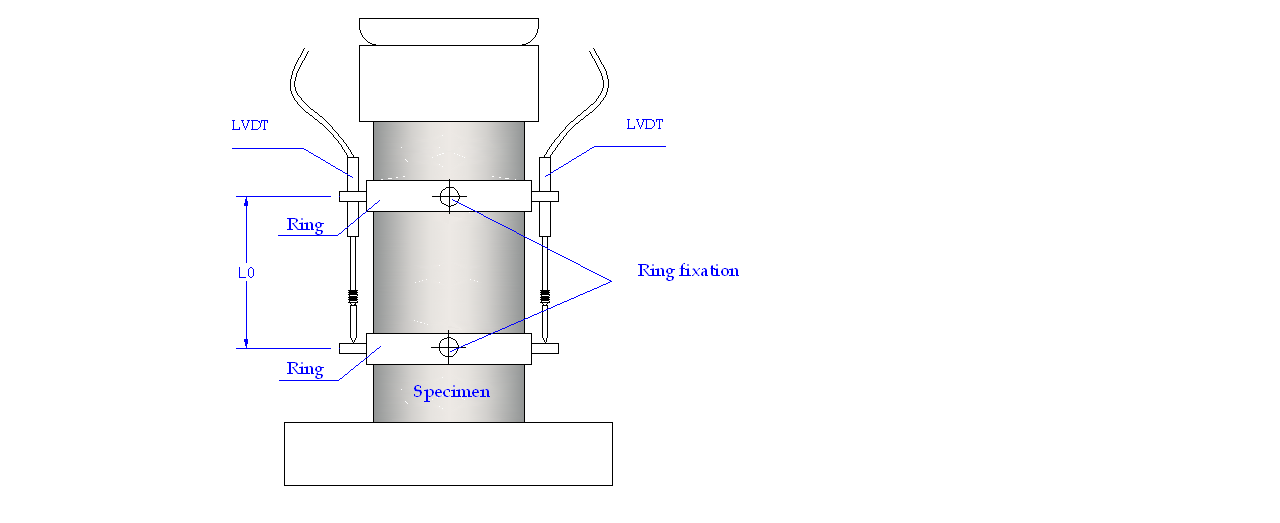 LVDT
LVDT
Ring
Ring fixation
L0
Ring
Specimen